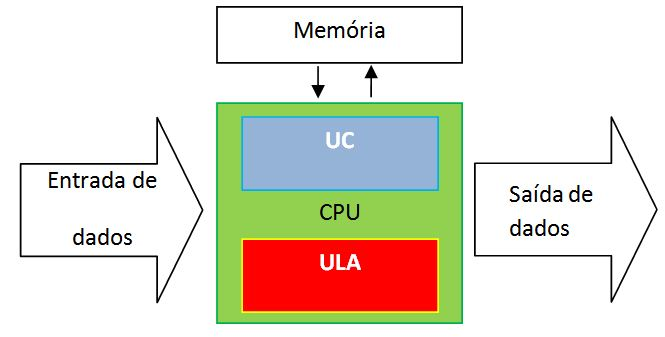 Memória
UC
Entrada de
dados
CPU
Saída de
dados
ULA